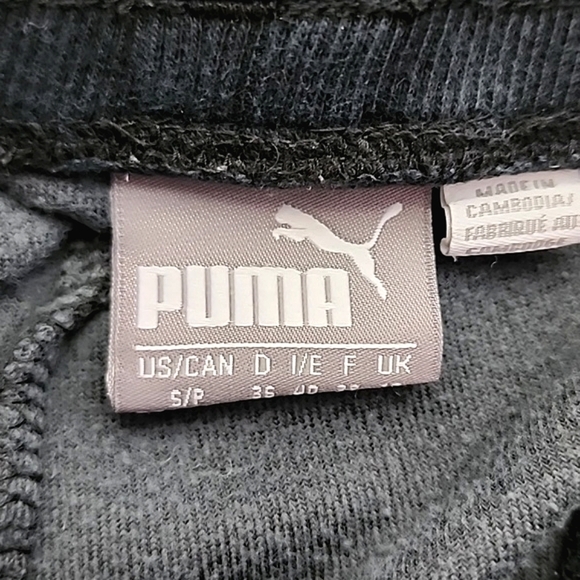 PUMA
US/CAN D I/E F UK
S/P
MADE IN
CAMBODIA/
FABRIQUÉ AU